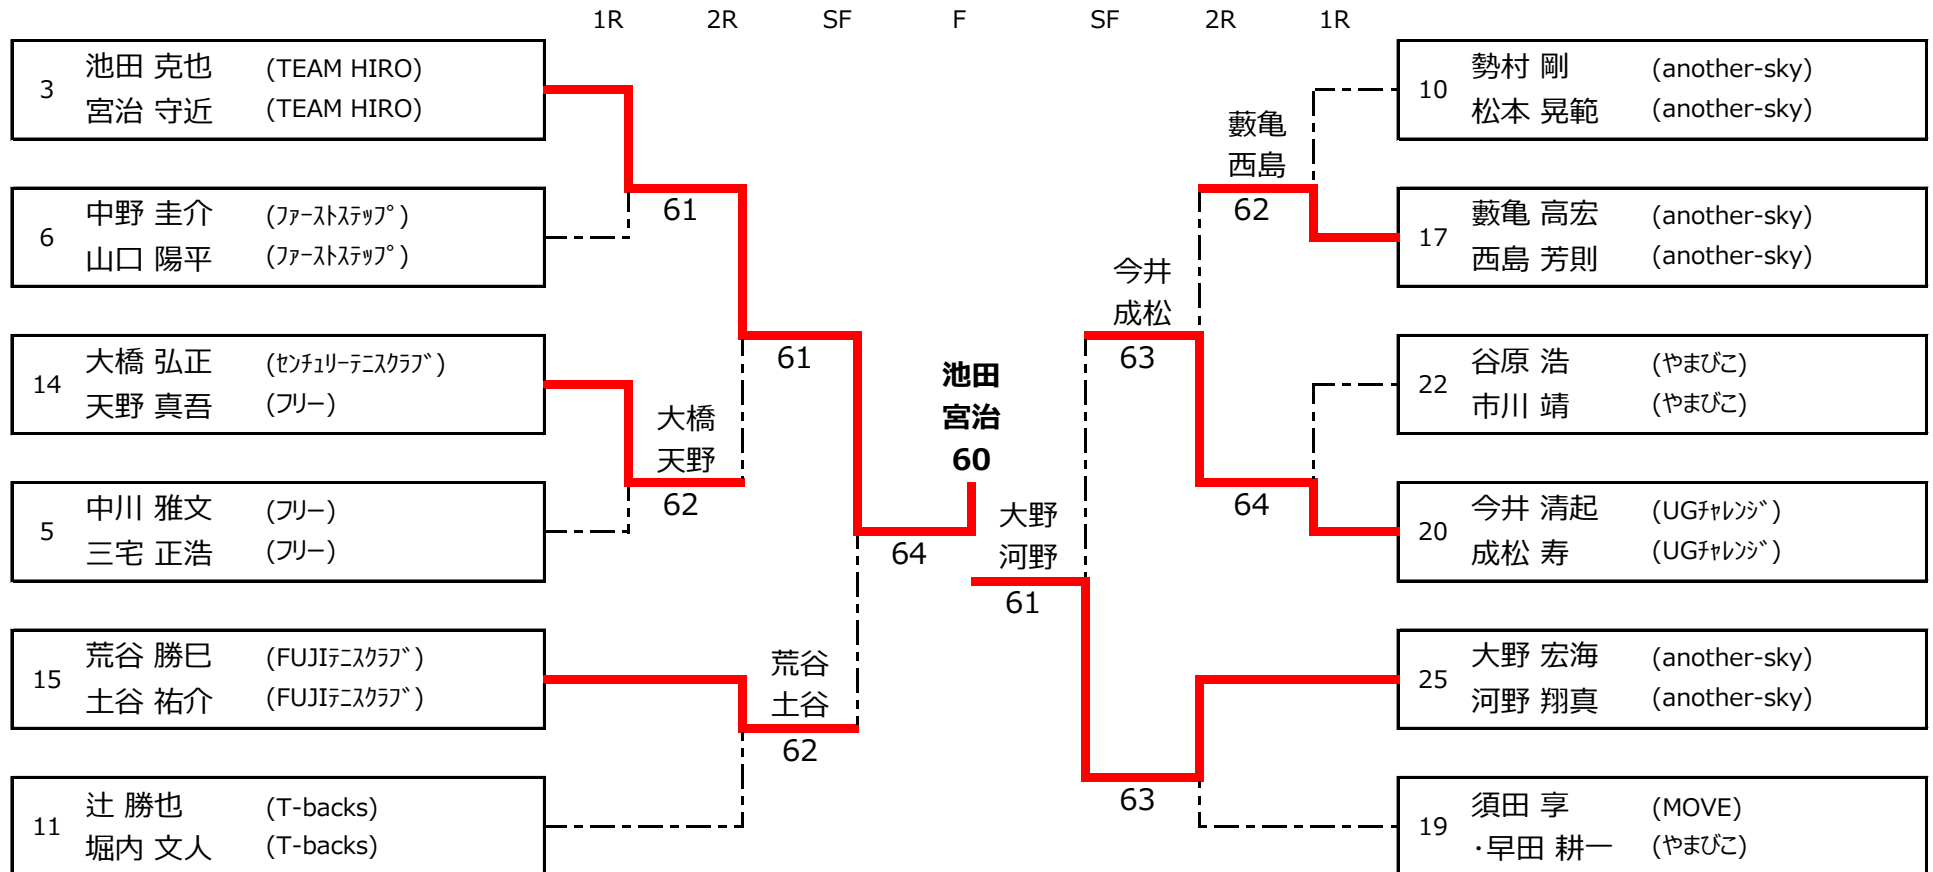 1R 2R SF F SF 2R 1R
3 池田 克也 (TEAM HIRO)
宮治 守近 (TEAM HIRO)
6 中野 圭介 (ﾌｧｰｽﾄｽﾃｯﾌﾟ)
山口 陽平 (ﾌｧｰｽﾄｽﾃｯﾌﾟ)
14 大橋 弘正 (ｾﾝﾁｭﾘｰﾃﾆｽｸﾗﾌﾞ)
天野 真吾 (フリー)
5 中川 雅文 (フリー)
三宅 正浩 (フリー)
15 荒谷 勝巳 (FUJIﾃﾆｽｸﾗﾌﾞ)
土谷 祐介 (FUJIﾃﾆｽｸﾗﾌﾞ)
11 辻 勝也 (T-backs)
堀内 文人 (T-backs)
61
大橋
天野
62
61
荒谷
土谷
62
64
池田
宮治
60
大野
河野
61
今井
成松
63
63
藪亀
西島
62
64
10 勢村 剛 (another-sky)
松本 晃範 (another-sky)
17 藪亀 高宏 (another-sky)
西島 芳則 (another-sky)
22 谷原 浩 (やまびこ)
市川 靖 (やまびこ)
20 今井 清起 (UGﾁｬﾚﾝｼﾞ)
成松 寿 (UGﾁｬﾚﾝｼﾞ)
25 大野 宏海 (another-sky)
河野 翔真 (another-sky)
19 須田 享 (MOVE)
・早田 耕一 (やまびこ)